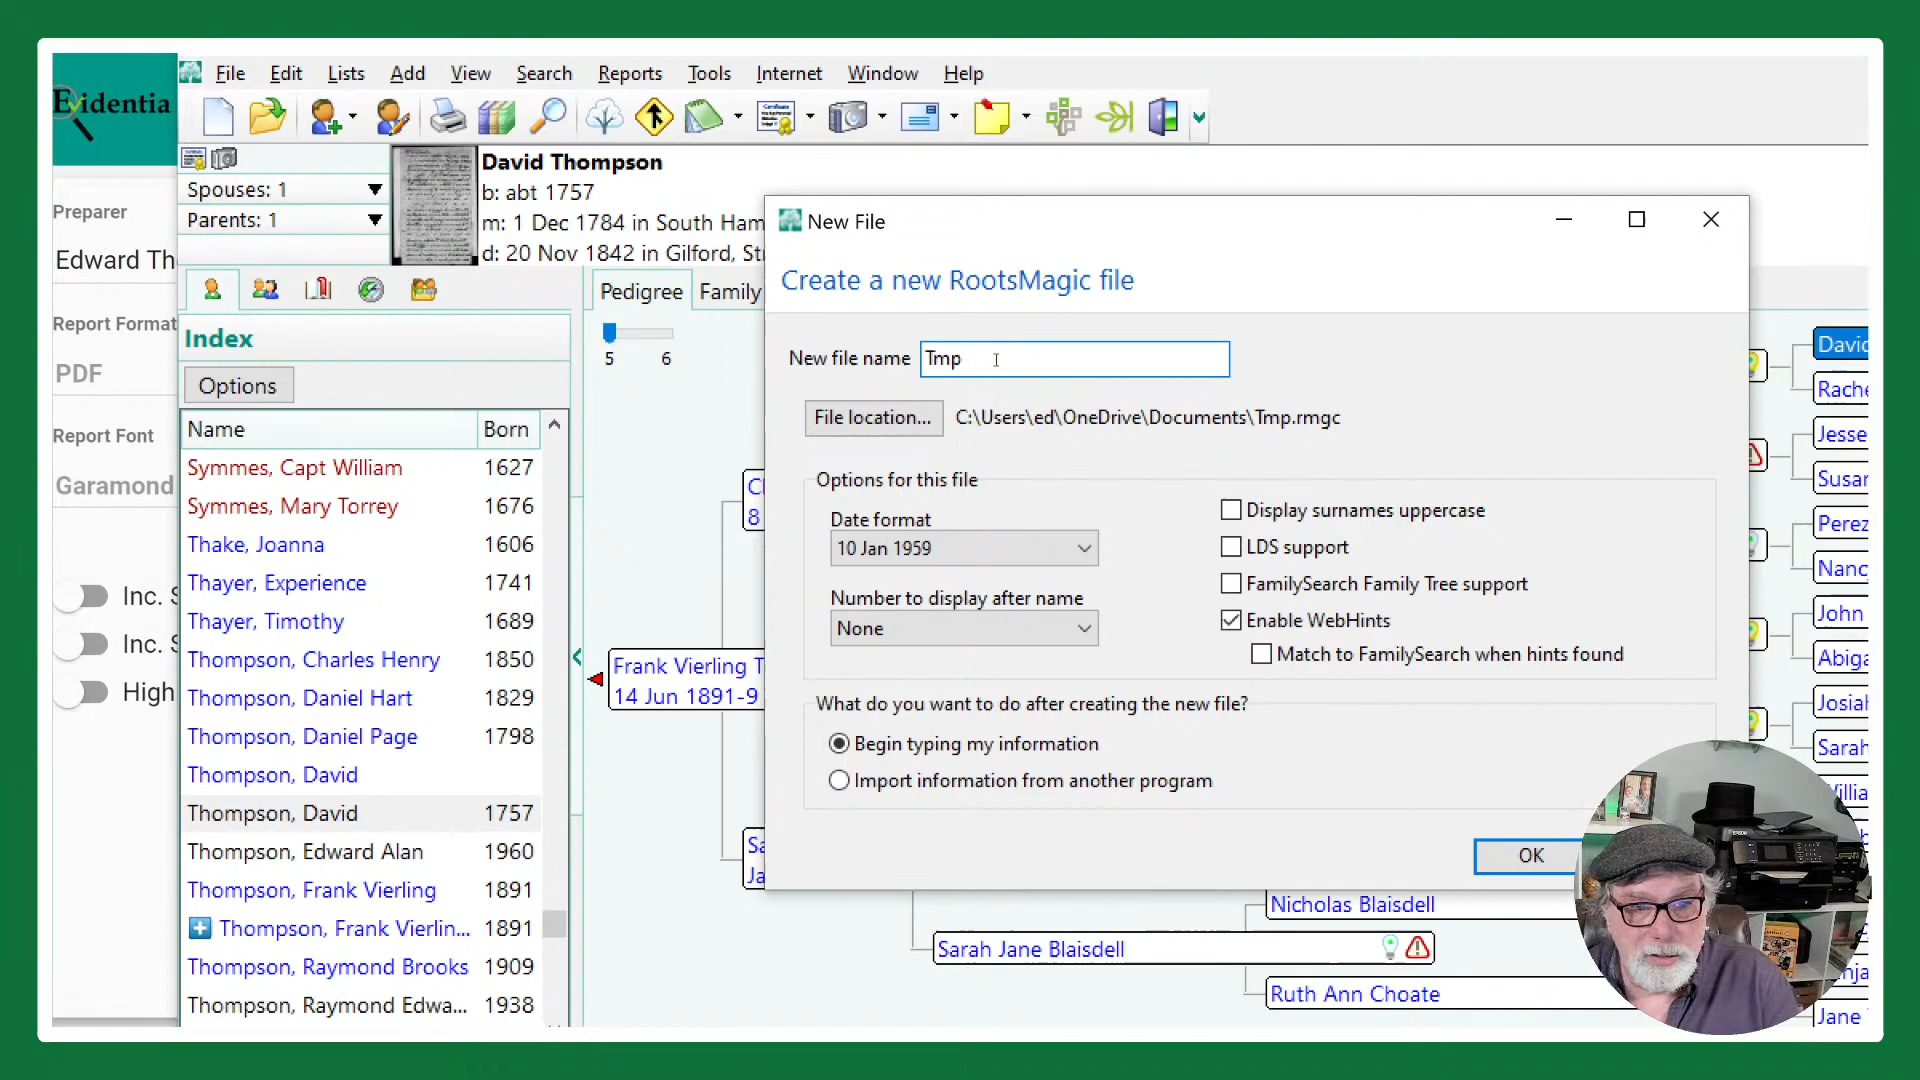 Evidentia
File Edit Lists Add View Search Reports Tools Internet Window Help
Preparer
Edward Th
Report Format
PDF
Report Font
Garamond
Inc. S
Inc. S
High
Spouses: 1
Parents: 1
David Thompson
b: abt 1757
m: 1 Dec 1784 in South Ham
d: 20 Nov 1842 in Gilford, Str
Index
Options
Name Born
Symmes, Capt William 1627
Symmes, Mary Torrey 1676
Thake, Joanna 1606
Thayer, Experience 1741
Thayer, Timothy 1689
Thompson, Charles Henry 1850
Thompson, Daniel Hart 1829
Thompson, Daniel Page 1798
Thompson, David
Thompson, David 1757
Thompson, Edward Alan 1960
Thompson, Frank Vierling 1891
Thompson, Frank Vierlin... 1891
Thompson, Raymond Brooks 1909
Thompson, Raymond Edwa... 1938
Pedigree Family
5 6
Frank Vierling T
14 Jun 1891-9
8
Sa
Ja
New File
Create a new RootsMagic file
New file name Tmp
File location... C:\Users\ed\OneDrive\Documents\Tmp.rmgc
Options for this file
Date format
10 Jan 1959
Number to display after name
None
Display surnames uppercase
LDS support
FamilySearch Family Tree support
Enable WebHints
Match to FamilySearch when hints found
What do you want to do after creating the new file?
Begin typing my information
Import information from another program
OK
Nicholas Blaisdell
Sarah Jane Blaisdell
Ruth Ann Choate
David
Rache
Jesse
Susan
Perez
Nanc
John
Abiga
Josiah
Sarah
Jane